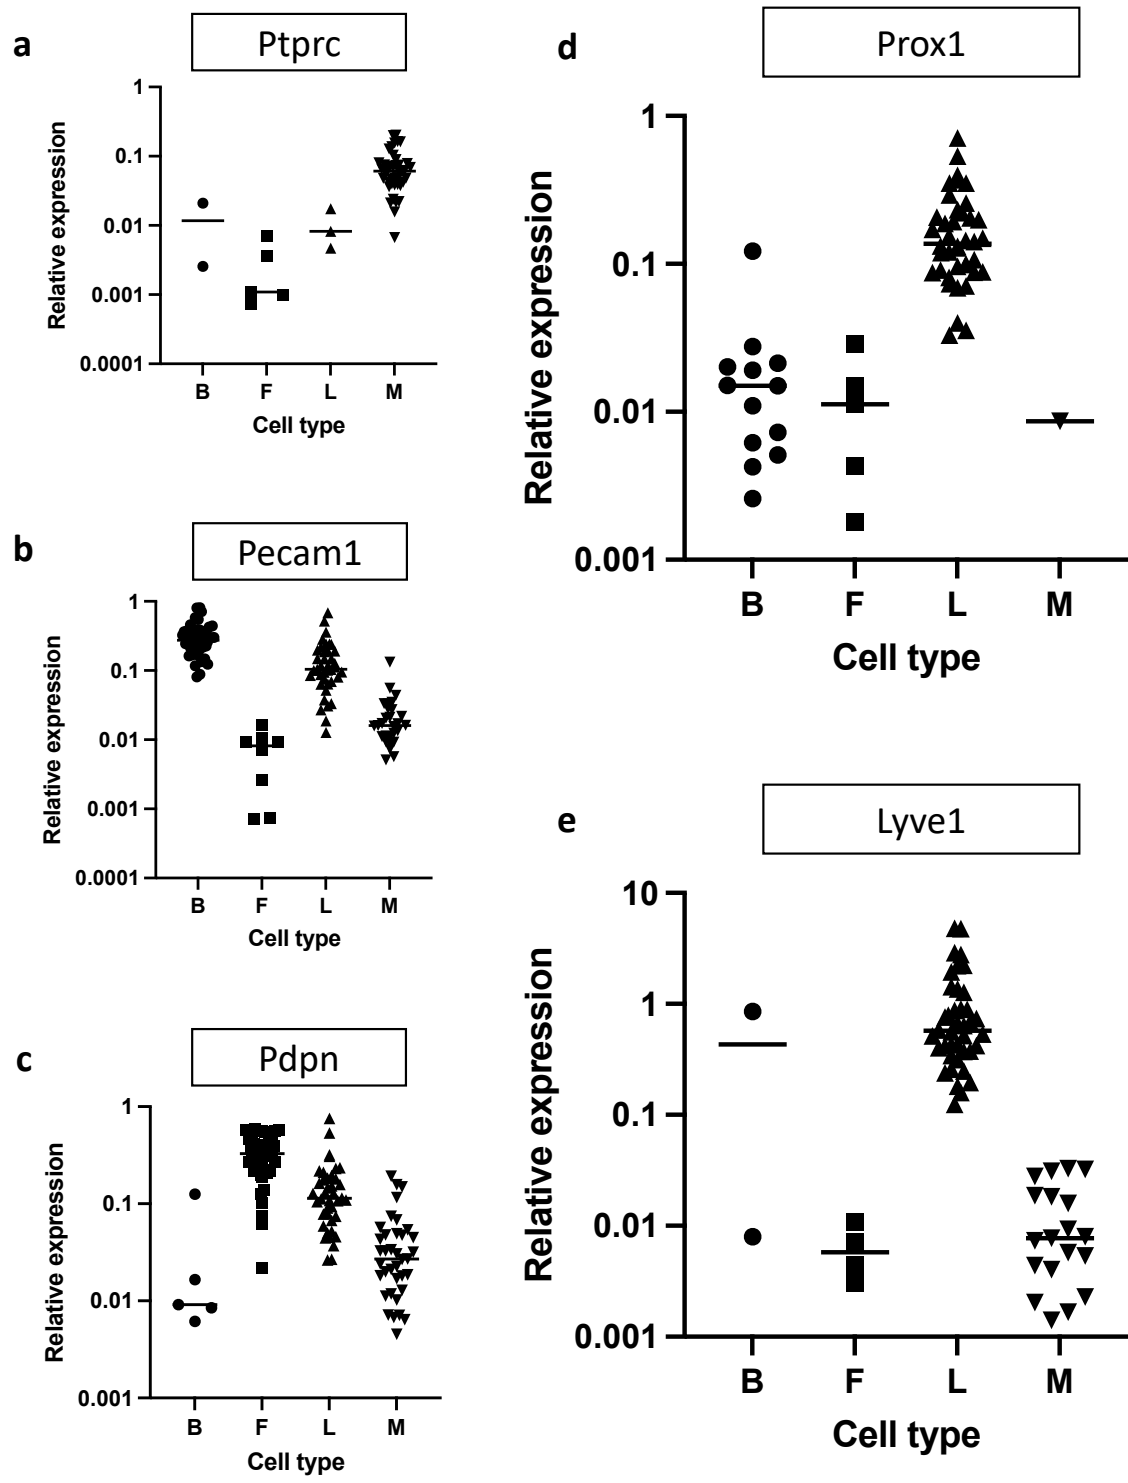 a
Ptprc
Relative expression
1
0.1
0.01
0.001
0.0001
B F L M
Cell type
b
Pecam1
Relative expression
1
0.1
0.01
0.001
0.0001
B F L M
Cell type
c
Pdpn
Relative expression
1
0.1
0.01
0.001
B F L M
Cell type
d
Prox1
Relative expression
1
0.1
0.01
0.001
B F L M
Cell type
e
Lyve1
Relative expression
10
1
0.1
0.01
0.001
B F L M
Cell type